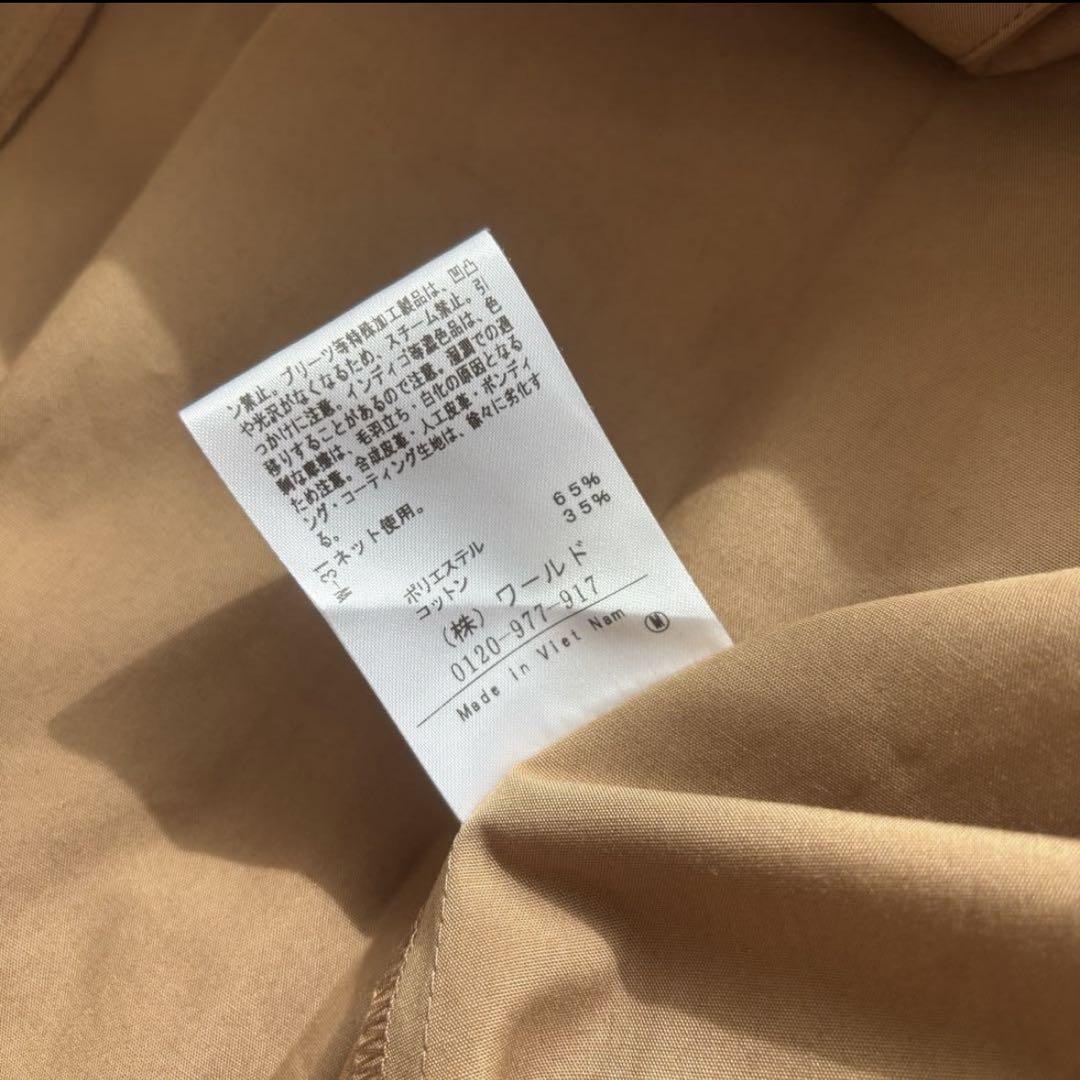 ン禁止。プリーツ等特殊加工製品は、凹凸
や光沢がなくなるため、スチーム禁止。引
つかけに注意。インディゴ等濃色品は、色
移りすることがあるので注意。湿潤での過
剰な摩擦は、毛羽立ち・白化の原因となる
ため注意。合成皮革・人工皮革・ボンディ
ング・コーティング生地は、徐々に劣化す
る。
W-31 ネット使用。
ポリエステル 65%
コットン 35%
(株) ワールド
0120-977-917
Made in Viet Nam M